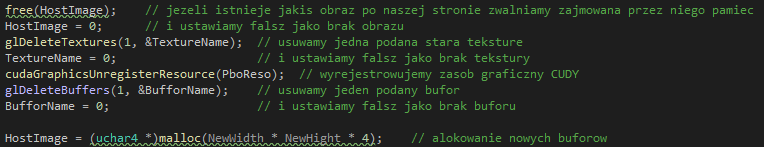 free(HostImage);    // jezeli istnieje jakis obraz po naszej stronie zwalniamy zajmowana przez niego pamiec
HostImage = 0;      // i ustawiamy falsz jako brak obrazu
glDeleteTextures(1, &TextureName);  // usuwamy jedna podana stara teksture
TextureName = 0;                    // i ustawiamy falsz jako brak tekstury
cudaGraphicsUnregisterResource(PboReso);  // wyrejestrowujemy zasob graficzny CUDY
glDeleteBuffers(1, &BufforName);    // usuwamy jeden podany bufor
BufforName = 0;                     // i ustawiamy falsz jako brak buforu
HostImage = (uchar4 *)malloc(NewWidth * NewHight * 4);    // alokowanie nowych buforow